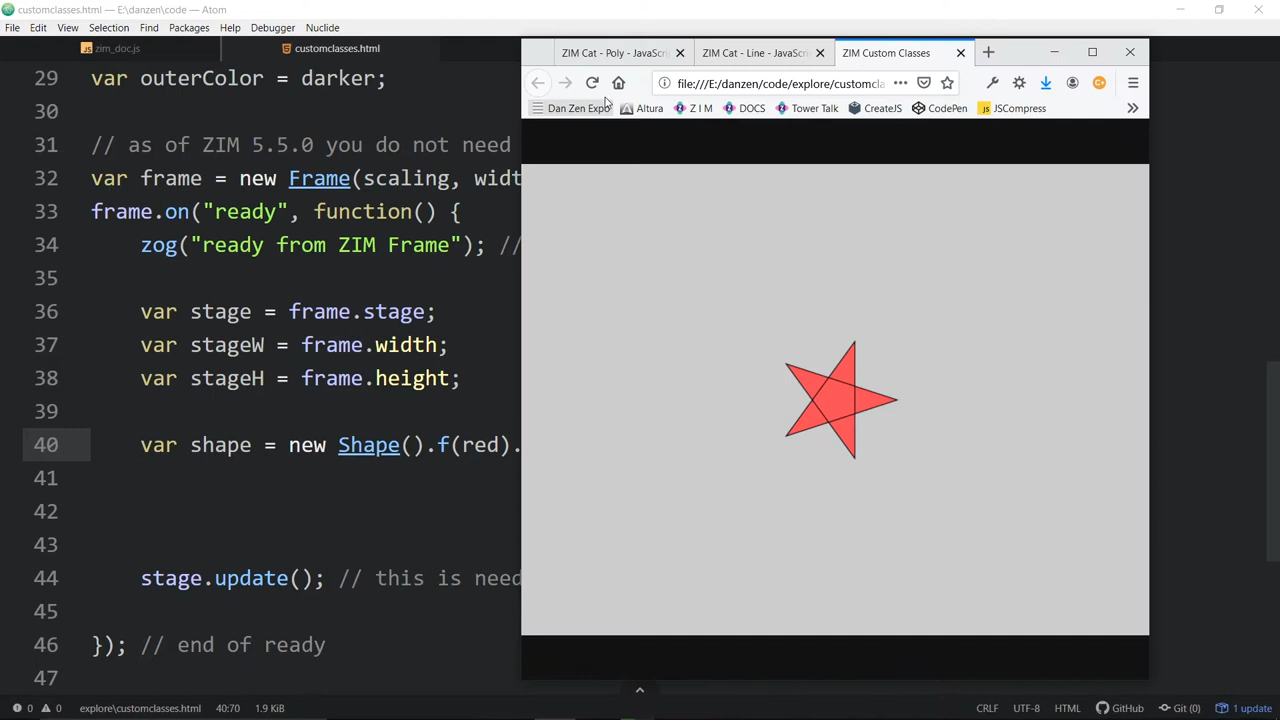 customclasses.html — E:\danzen\code — Atom
File Edit View Selection Find Packages Help Debugger Nuclide
zim_doc.js customclasses.html
ZIM Cat - Poly - JavaScri ZIM Cat - Line - JavaScri ZIM Custom Classes
file:///E:/danzen/code/explore/customcla
Dan Zen Expo Altura Z I M DOCS Tower Talk CreateJS CodePen JSCompress
29 var outerColor = darker;
30
31 // as of ZIM 5.5.0 you do not need
32 var frame = new Frame(scaling, widt
33 frame.on("ready", function() {
34 zog("ready from ZIM Frame"); //
35
36 var stage = frame.stage;
37 var stageW = frame.width;
38 var stageH = frame.height;
39
40 var shape = new Shape().f(red).
41
42
43
44 stage.update(); // this is need
45
46 }); // end of ready
47
0 0 explore\customclasses.html 40:70 1.9 KiB CRLF UTF-8 HTML GitHub Git (0) 1 update